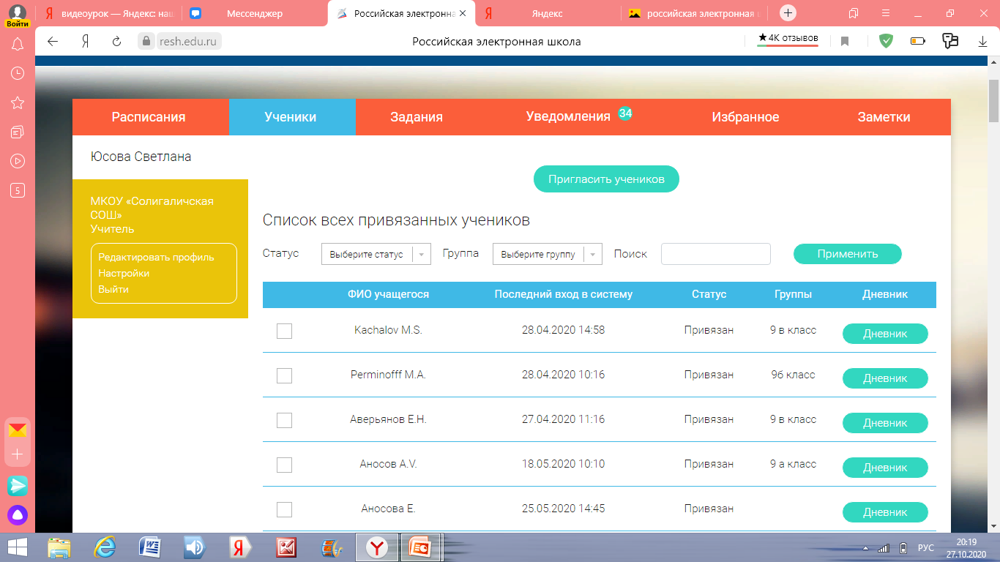 Войти
видеоурок — Яндекс: наш
Мессенджер
Российская электронна
Яндекс
российская электронная
resh.edu.ru
Российская электронная школа
★4K отзывов
Расписания
Ученики
Задания
Уведомления 34
Избранное
Заметки
5
Юсова Светлана
МКОУ «Солигаличская
СОШ»
Учитель
Редактировать профиль
Настройки
Выйти
Пригласить учеников
Список всех привязанных учеников
Статус Выберите статус Группа Выберите группу Поиск Применить
ФИО учащегося Последний вход в систему Статус Группы Дневник
Kachalov M.S. 28.04.2020 14:58 Привязан 9 в класс Дневник
Perminofff M.A. 28.04.2020 10:16 Привязан 9б класс Дневник
Аверьянов Е.Н. 27.04.2020 11:16 Привязан 9 в класс Дневник
Аносов A.V. 18.05.2020 10:10 Привязан 9 а класс Дневник
Аносова Е. 25.05.2020 14:45 Привязан Дневник
РУС
20:19
27.10.2020